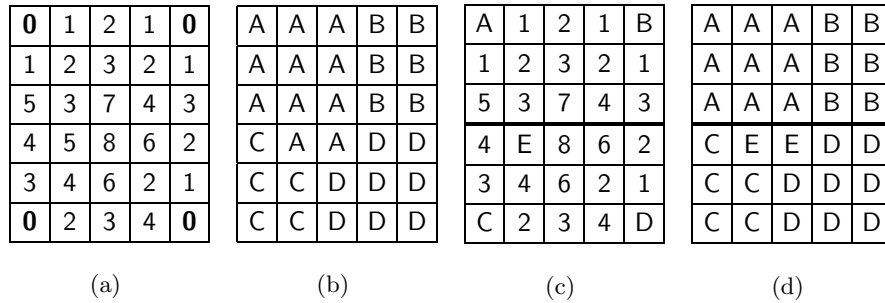 0 1 2 1 0 A A A B B A 1 2 1 B A A A B B
1 2 3 2 1 A A A B B 1 2 3 2 1 A A A B B
5 3 7 4 3 A A A B B 5 3 7 4 3 A A A B B
4 5 8 6 2 C A A D D 4 E 8 6 2 C E E D D
3 4 6 2 1 C C D D D 3 4 6 2 1 C C D D D
0 2 3 4 0 C C D D D C 2 3 4 D C C D D D
(a) (b) (c) (d)